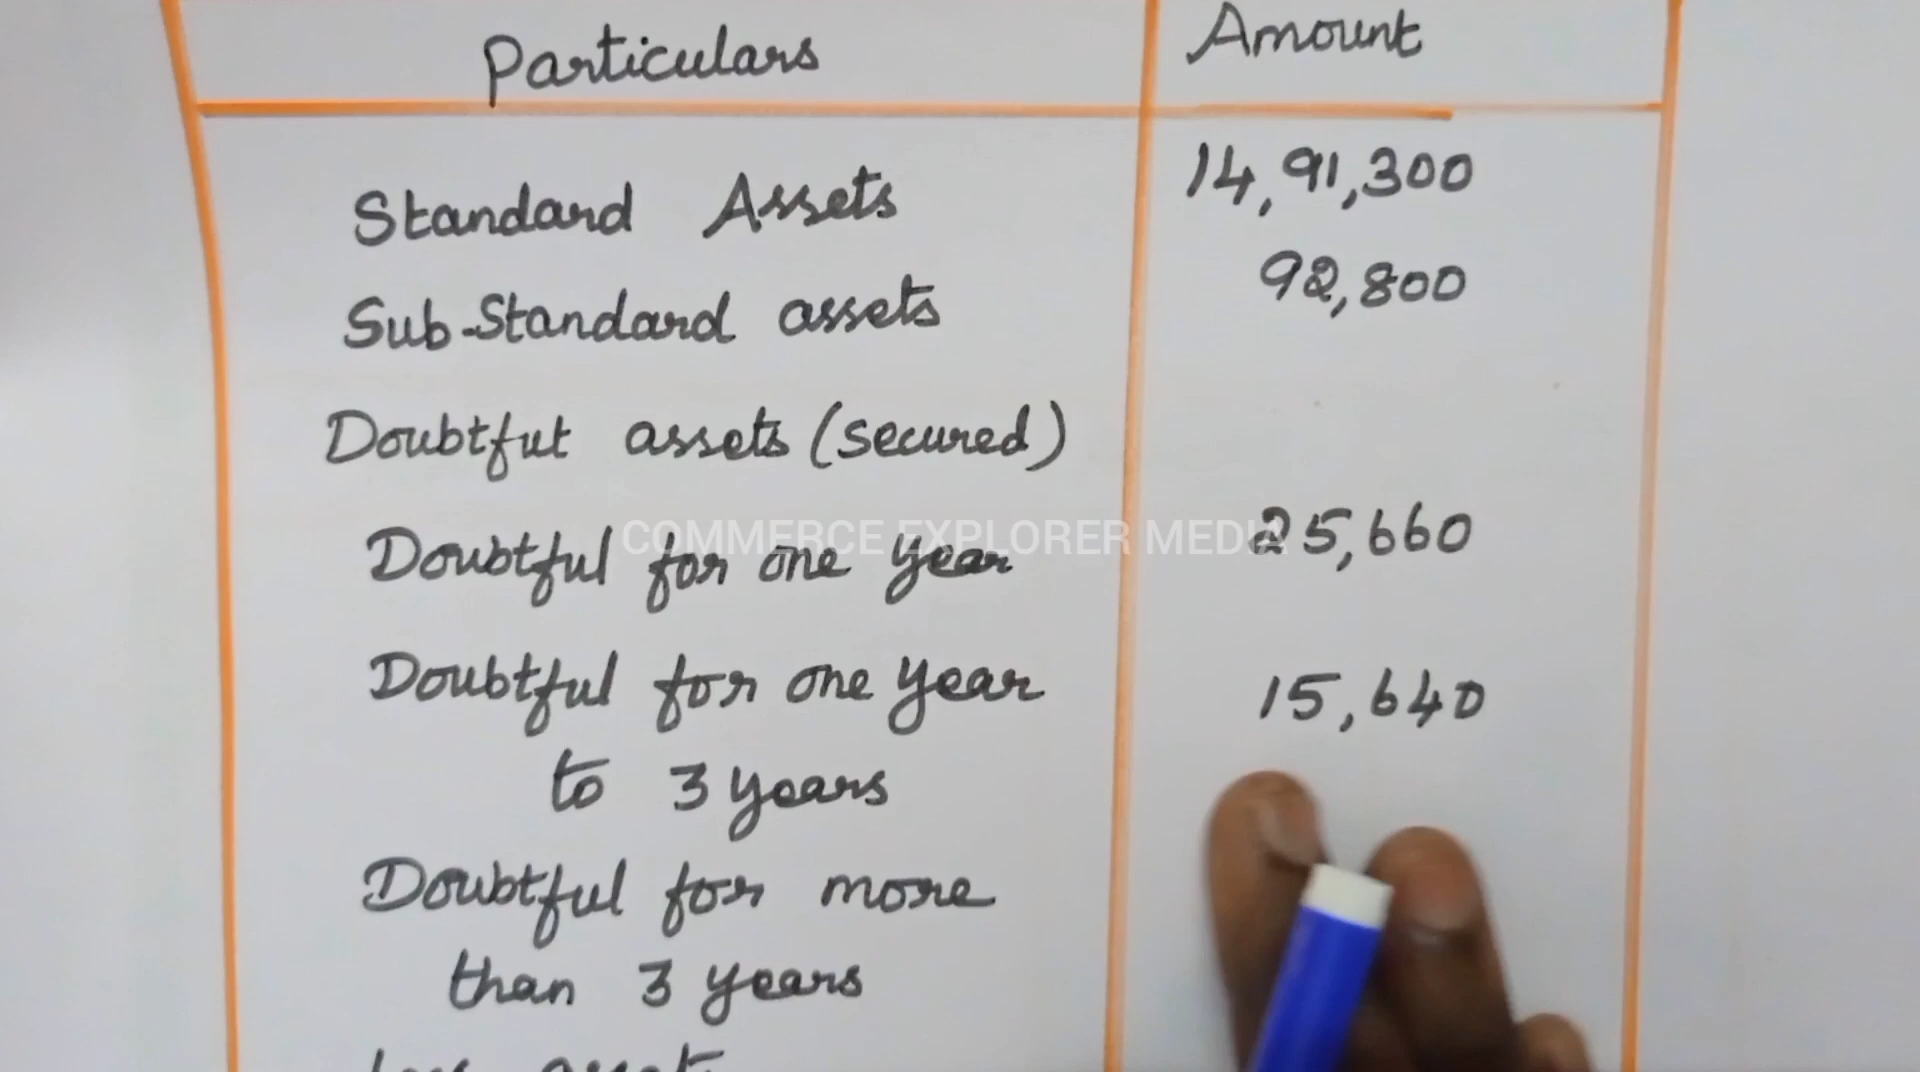 Particulars Amount
Standard Assets 14,91,300
Sub-Standard assets 92,800
Doubtful assets (secured)
COMMERCE EXPLORER MEDIA
Doubtful for one year 25,660
Doubtful for one year 15,640
to 3 years
Doubtful for more
than 3 years